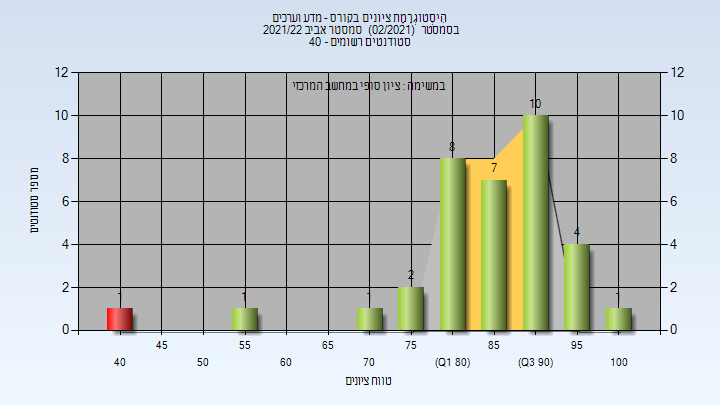 הִיסְטוֹגְרַמַת ציונים בקורס - מדע וערכים
בסמסטר (02/2021) סמסטר אביב 2021/22
סטודנטים רשומים - 40
במשימה : ציון סופי במחשב המרכזי
מספר סטודנטים
12 12
10 10
8 8
6 6
4 4
2 2
0 0
1 1 1 2 8 7 10 4 1
45 55 65 75 85 95
40 50 60 70 (Q1 80) (Q3 90) 100
טווח ציונים